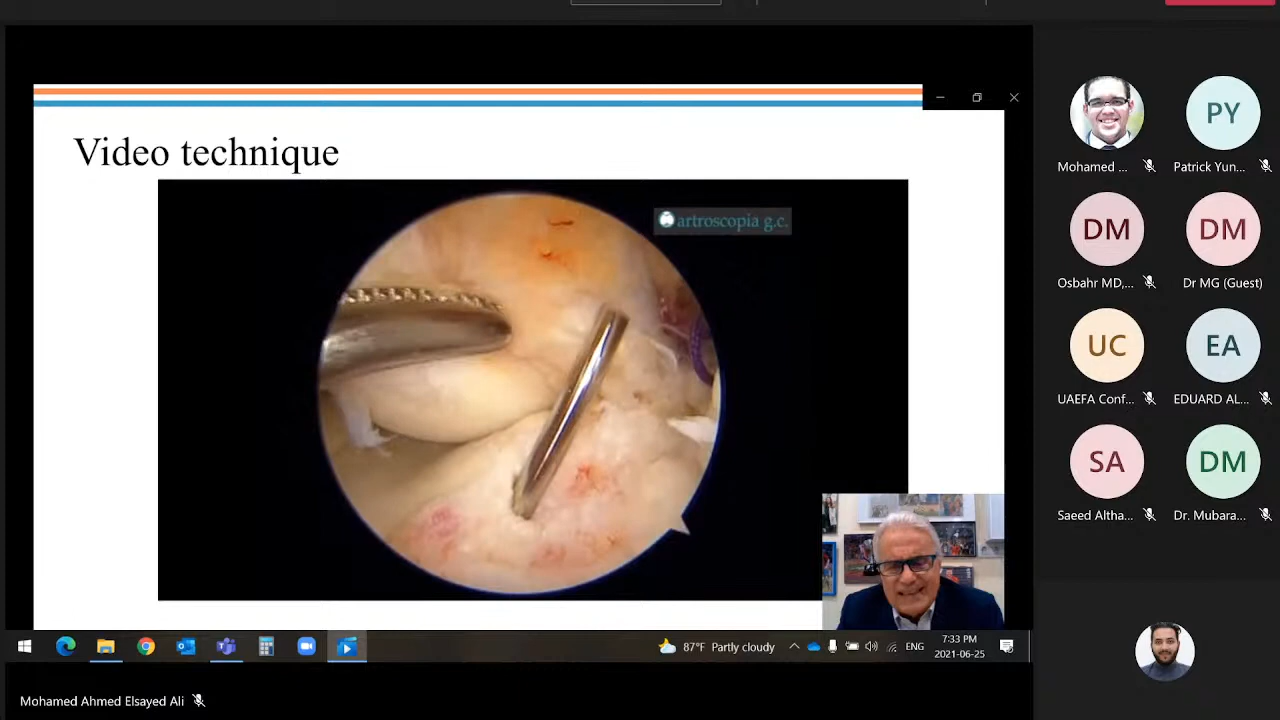 Video technique
artroscopia g.c.
Mohamed ...
PY
Patrick Yun...
DM
Osbahr MD,...
DM
Dr MG (Guest)
UC
UAEFA Conf...
EA
EDUARD AL...
SA
Saeed Altha...
DM
Dr. Mubara...
87°F Partly cloudy
ENG
7:33 PM
2021-06-25
Mohamed Ahmed Elsayed Ali